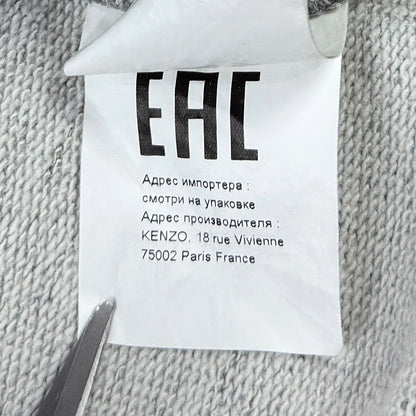 EAC
Адрес импортера :
смотри на упаковке
Адрес производителя :
KENZO, 18 rue Vivienne
75002 Paris France